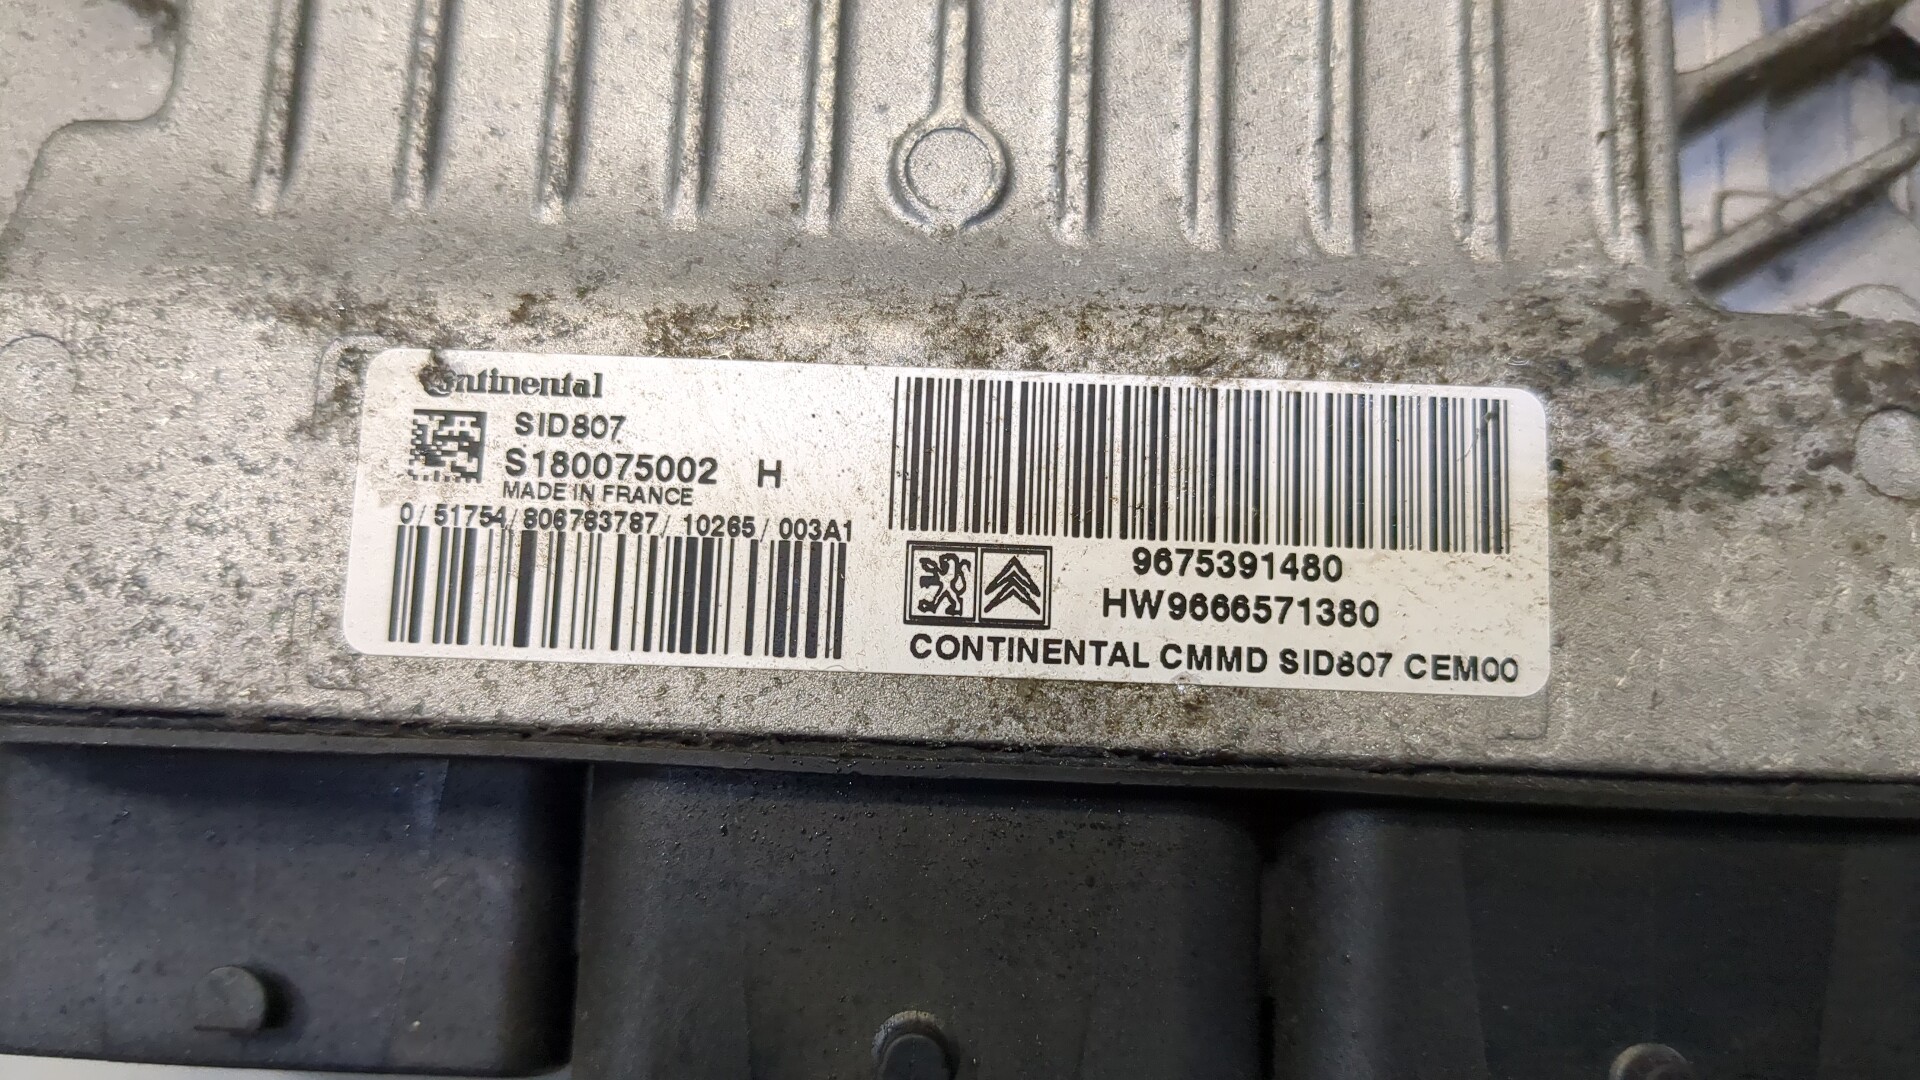 Continental
SID807
S180075002 H
MADE IN FRANCE
0/51754/806783787/10265/003A1
9675391480
HW9666571380
CONTINENTAL CMMD SID807 CEM00